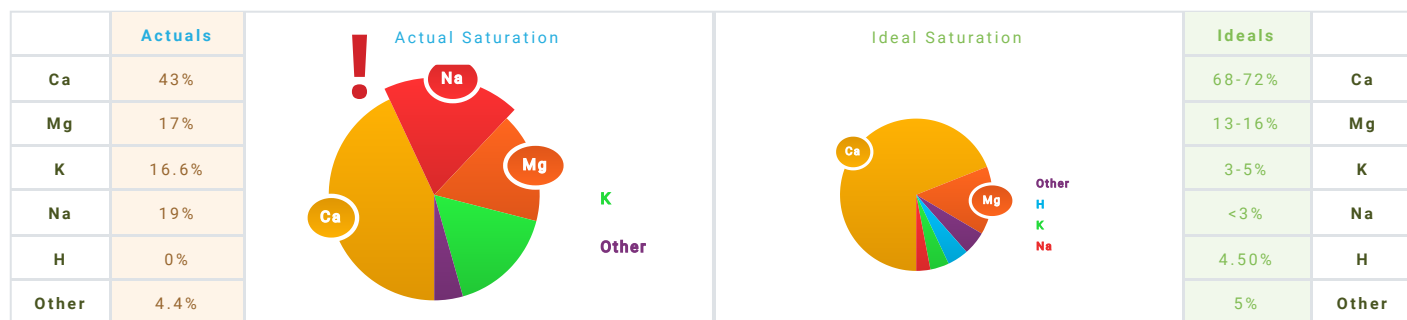 Actuals
Actual Saturation
Ideal Saturation
Ideals
Ca
43%
68-72%
Ca
Mg
17%
13-16%
Mg
K
16.6%
3-5%
K
Na
19%
<3%
Na
H
0%
4.50%
H
Other
4.4%
5%
Other
!
Na
Mg
Ca
K
Other
Ca
Mg
Other
H
K
Na